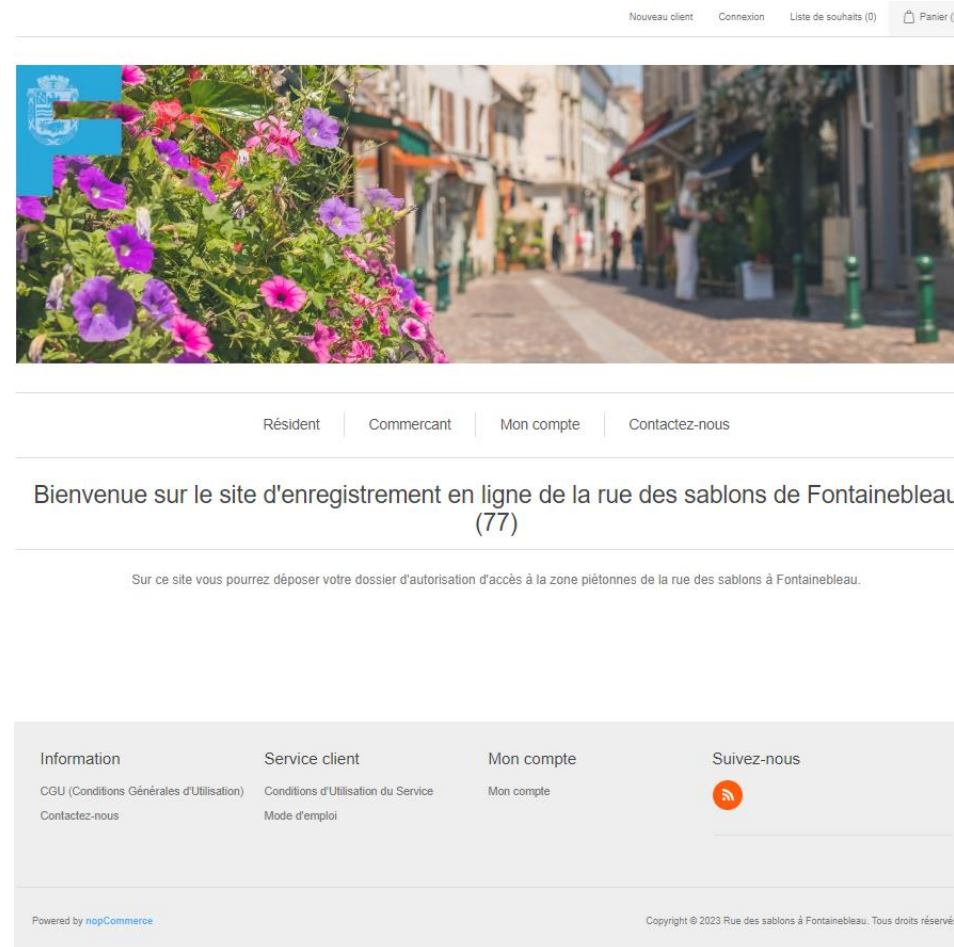 Nouveau client Connexion Liste de souhaits (0) Panier (
Résident Commercant Mon compte Contactez-nous
Bienvenue sur le site d'enregistrement en ligne de la rue des sablons de Fontainebleau
(77)
Sur ce site vous pourrez déposer votre dossier d'autorisation d'accès à la zone piétonnes de la rue des sablons à Fontainebleau.
Information Service client Mon compte Suivez-nous
CGU (Conditions Générales d'Utilisation) Conditions d'Utilisation du Service Mon compte
Contactez-nous Mode d'emploi
Powered by nopCommerce Copyright © 2023 Rue des sablons à Fontainebleau. Tous droits réservés